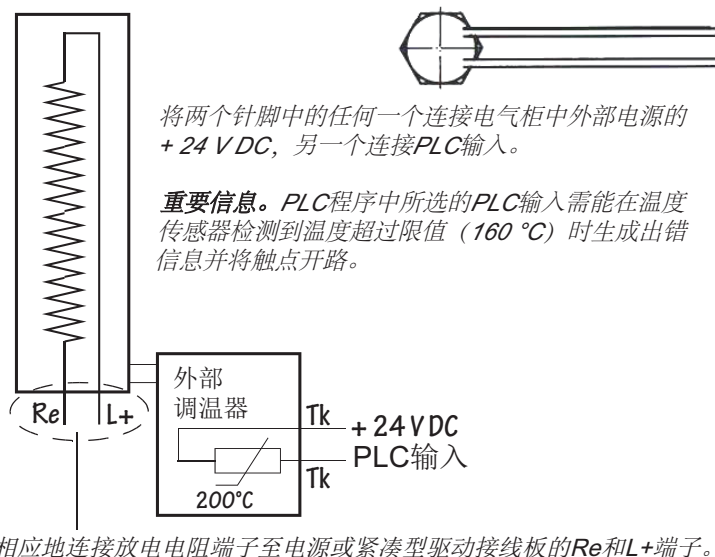 将两个针脚中的任何一个连接电气柜中外部电源的
+ 24 V DC，另一个连接PLC输入。
重要信息。PLC程序中所选的PLC输入需能在温度
传感器检测到温度超过限值（160 °C）时生成出错
信息并将触点开路。
外部
调温器
Re
L+
Tk
+ 24 V DC
PLC输入
Tk
200°C
相应地连接放电电阻端子至电源或紧凑型驱动接线板的Re和L+端子。